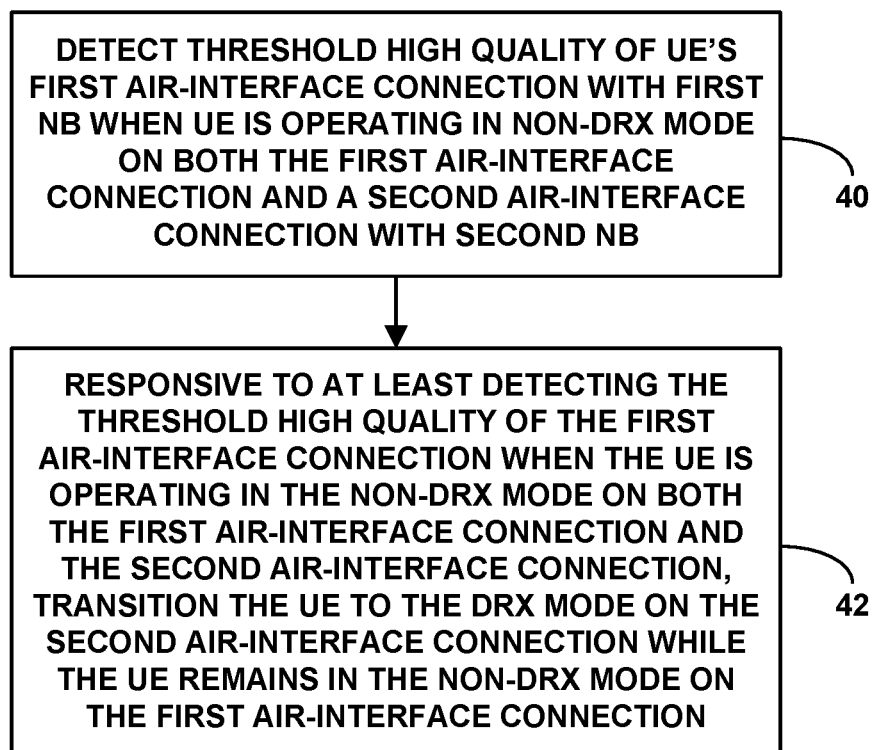 DETECT THRESHOLD HIGH QUALITY OF UE'S
FIRST AIR-INTERFACE CONNECTION WITH FIRST
NB WHEN UE IS OPERATING IN NON-DRX MODE
ON BOTH THE FIRST AIR-INTERFACE
CONNECTION AND A SECOND AIR-INTERFACE
CONNECTION WITH SECOND NB
40
RESPONSIVE TO AT LEAST DETECTING THE
THRESHOLD HIGH QUALITY OF THE FIRST
AIR-INTERFACE CONNECTION WHEN THE UE IS
OPERATING IN THE NON-DRX MODE ON BOTH
THE FIRST AIR-INTERFACE CONNECTION AND
THE SECOND AIR-INTERFACE CONNECTION,
TRANSITION THE UE TO THE DRX MODE ON THE
SECOND AIR-INTERFACE CONNECTION WHILE
THE UE REMAINS IN THE NON-DRX MODE ON
THE FIRST AIR-INTERFACE CONNECTION
42